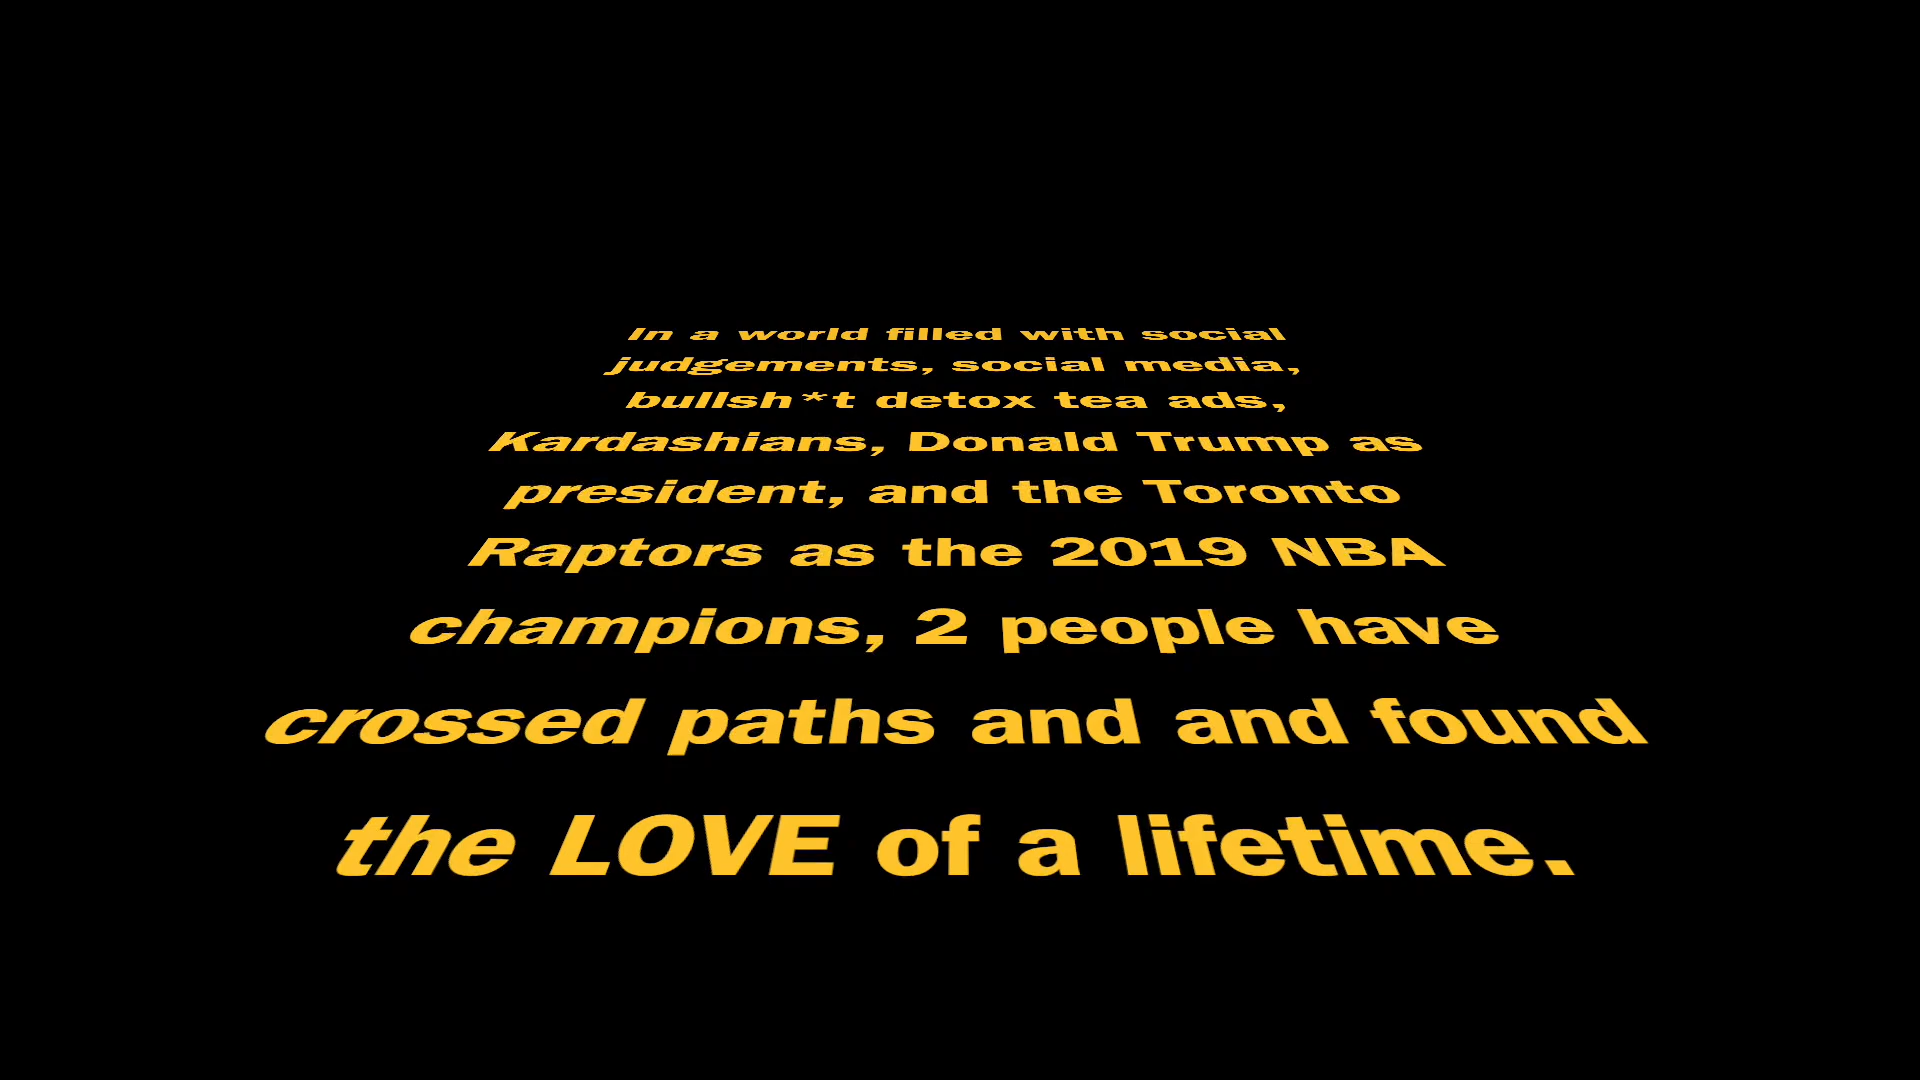 In a world filled with social
judgements, social media,
bullsh*t detox tea ads,
Kardashians, Donald Trump as
president, and the Toronto
Raptors as the 2019 NBA
champions, 2 people have
crossed paths and and found
the LOVE of a lifetime.